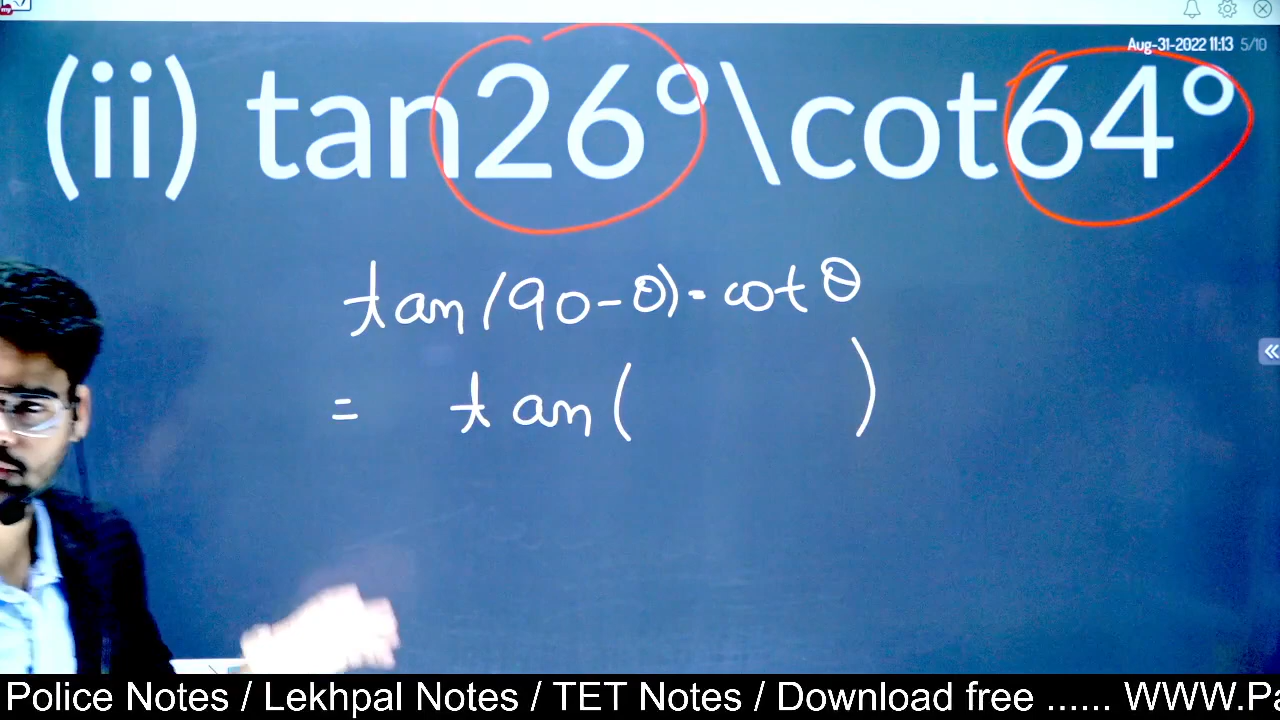 Aug-31-2022 11:13 5/10
(ii) tan26°\cot64°
tan(90-θ)=cotθ
= tan( )
Police Notes / Lekhpal Notes / TET Notes / Download free ...... WWW.Pa